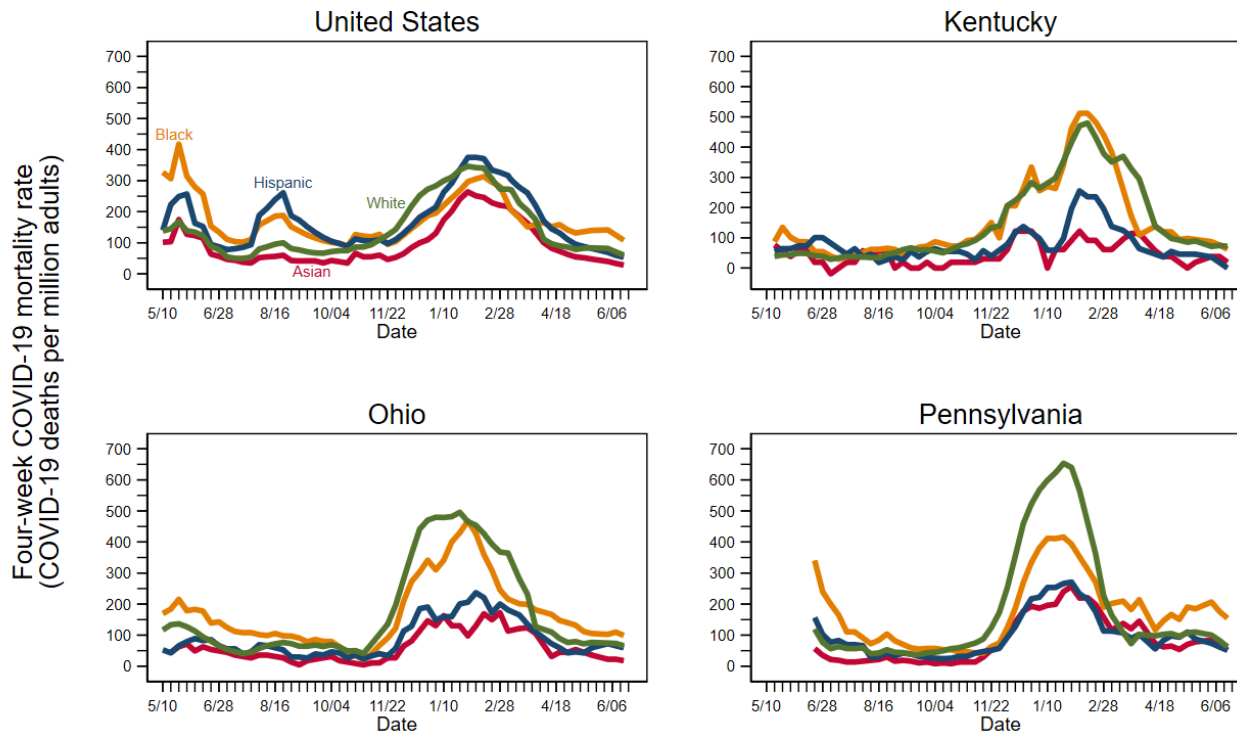 United States
700
600
500
400
300
200
100
0
Black
Hispanic
White
Asian
5/10 6/28 8/16 10/04 11/22 1/10 2/28 4/18 6/06
Date
Kentucky
700
600
500
400
300
200
100
0
5/10 6/28 8/16 10/04 11/22 1/10 2/28 4/18 6/06
Date
Four-week COVID-19 mortality rate
(COVID-19 deaths per million adults)
Ohio
700
600
500
400
300
200
100
0
5/10 6/28 8/16 10/04 11/22 1/10 2/28 4/18 6/06
Date
Pennsylvania
700
600
500
400
300
200
100
0
5/10 6/28 8/16 10/04 11/22 1/10 2/28 4/18 6/06
Date